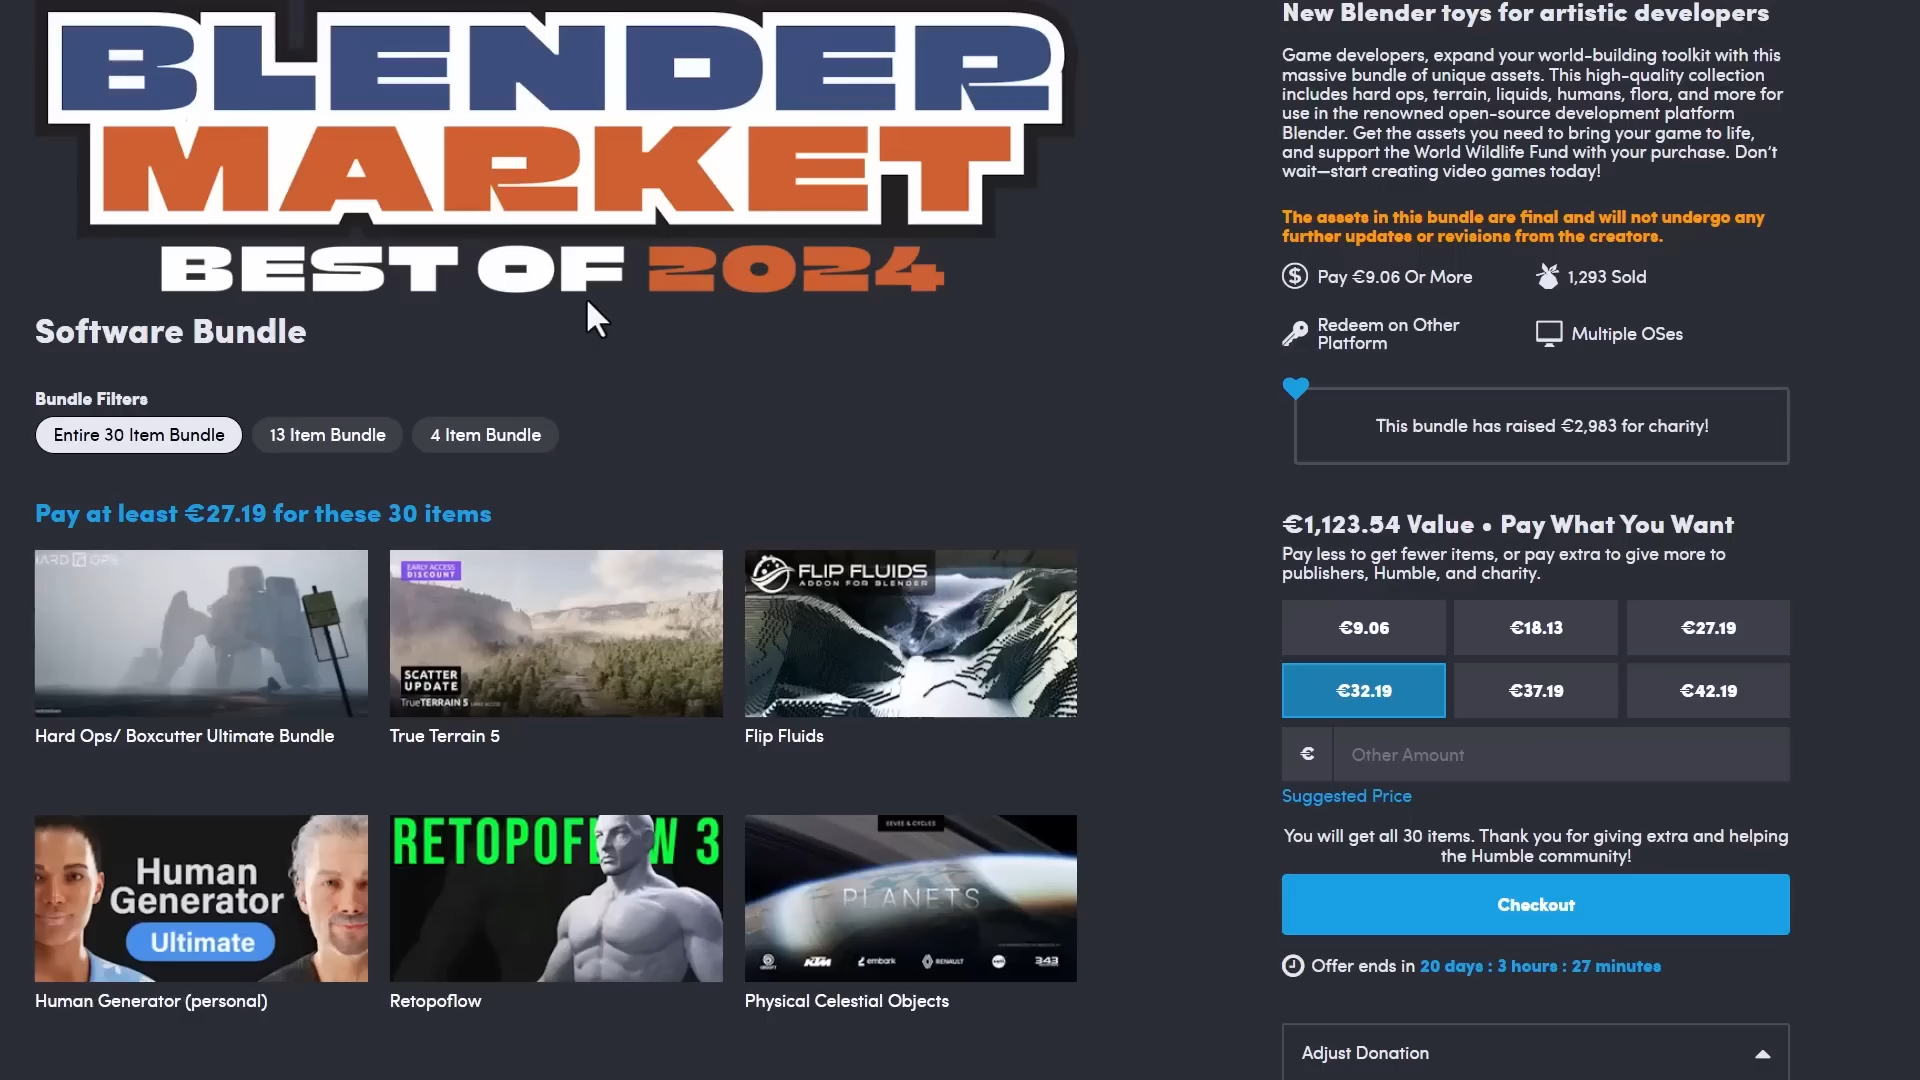 BLENDER
MARKET
BEST OF 2024
Software Bundle
Bundle Filters
Entire 30 Item Bundle
13 Item Bundle
4 Item Bundle
Pay at least €27.19 for these 30 items
HARD OPS
EARLY ACCESS
DISCOUNT
SCATTER
UPDATE
TrueTERRAIN 5
FLIP FLUIDS
ADDON FOR BLENDER
Hard Ops/ Boxcutter Ultimate Bundle
True Terrain 5
Flip Fluids
Human
Generator
Ultimate
RETOPOFLOW 3
EEVEE & CYCLES
PLANETS
KTM
embark
RENAULT
343
Human Generator (personal)
Retopoflow
Physical Celestial Objects
New Blender toys for artistic developers
Game developers, expand your world-building toolkit with this
massive bundle of unique assets. This high-quality collection
includes hard ops, terrain, liquids, humans, flora, and more for
use in the renowned open-source development platform
Blender. Get the assets you need to bring your game to life,
and support the World Wildlife Fund with your purchase. Don't
wait—start creating video games today!
The assets in this bundle are final and will not undergo any
further updates or revisions from the creators.
Pay €9.06 Or More
1,293 Sold
Redeem on Other
Platform
Multiple OSes
This bundle has raised €2,983 for charity!
€1,123.54 Value • Pay What You Want
Pay less to get fewer items, or pay extra to give more to
publishers, Humble, and charity.
€9.06
€18.13
€27.19
€32.19
€37.19
€42.19
€
Other Amount
Suggested Price
You will get all 30 items. Thank you for giving extra and helping
the Humble community!
Checkout
Offer ends in 20 days : 3 hours : 27 minutes
Adjust Donation